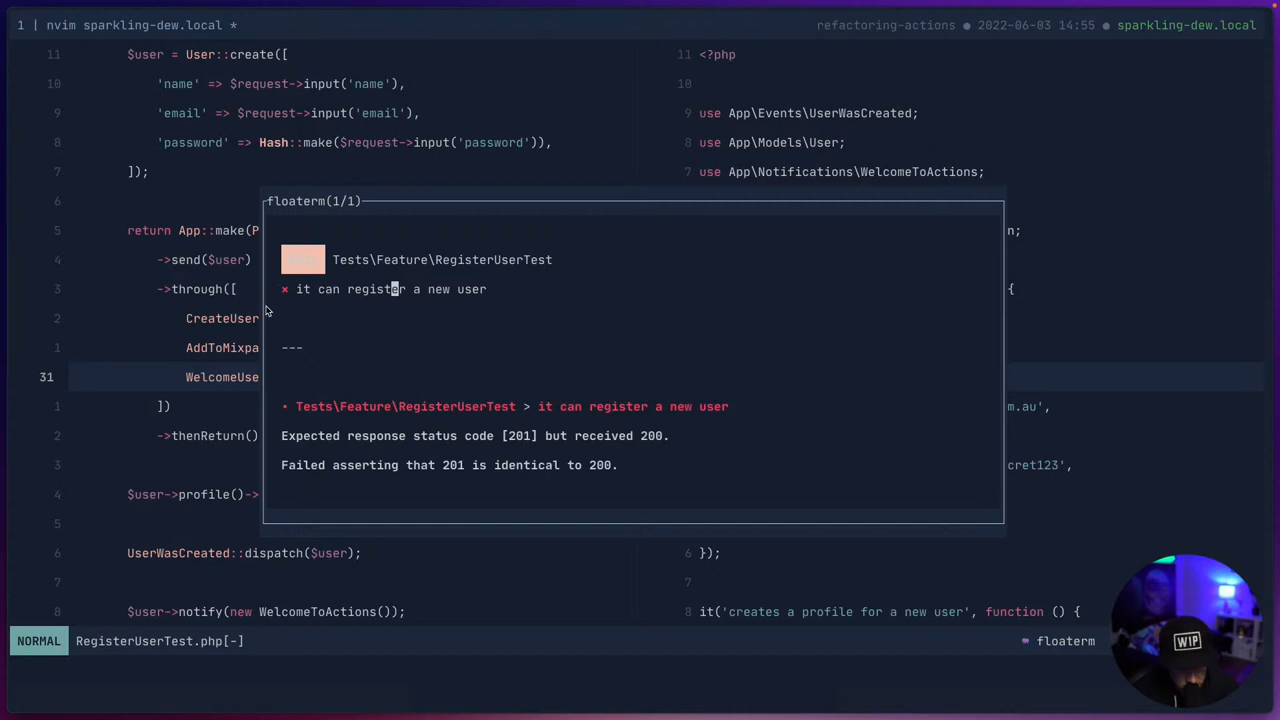 1 | nvim sparkling-dew.local *
refactoring-actions ● 2022-06-03 14:55 ● sparkling-dew.local
11 $user = User::create([
10 'name' => $request->input('name'),
9 'email' => $request->input('email'),
8 'password' => Hash::make($request->input('password')),
7 ]);
6
5 return App::make(P
4 ->send($user)
3 ->through([
2 CreateUser
1 AddToMixpa
31 WelcomeUse
1 ])
2 ->thenReturn()
3
4 $user->profile()->
5
6 UserWasCreated::dispatch($user);
7
8 $user->notify(new WelcomeToActions());
11 <?php
10
9 use App\Events\UserWasCreated;
8 use App\Models\User;
7 use App\Notifications\WelcomeToActions;
n;
{
m.au',
cret123',
6 });
7
8 it('creates a profile for a new user', function () {
floaterm(1/1)
Tests\Feature\RegisterUserTest
× it can register a new user
---
• Tests\Feature\RegisterUserTest > it can register a new user
Expected response status code [201] but received 200.
Failed asserting that 201 is identical to 200.
NORMAL RegisterUserTest.php[-]
floaterm
WIP